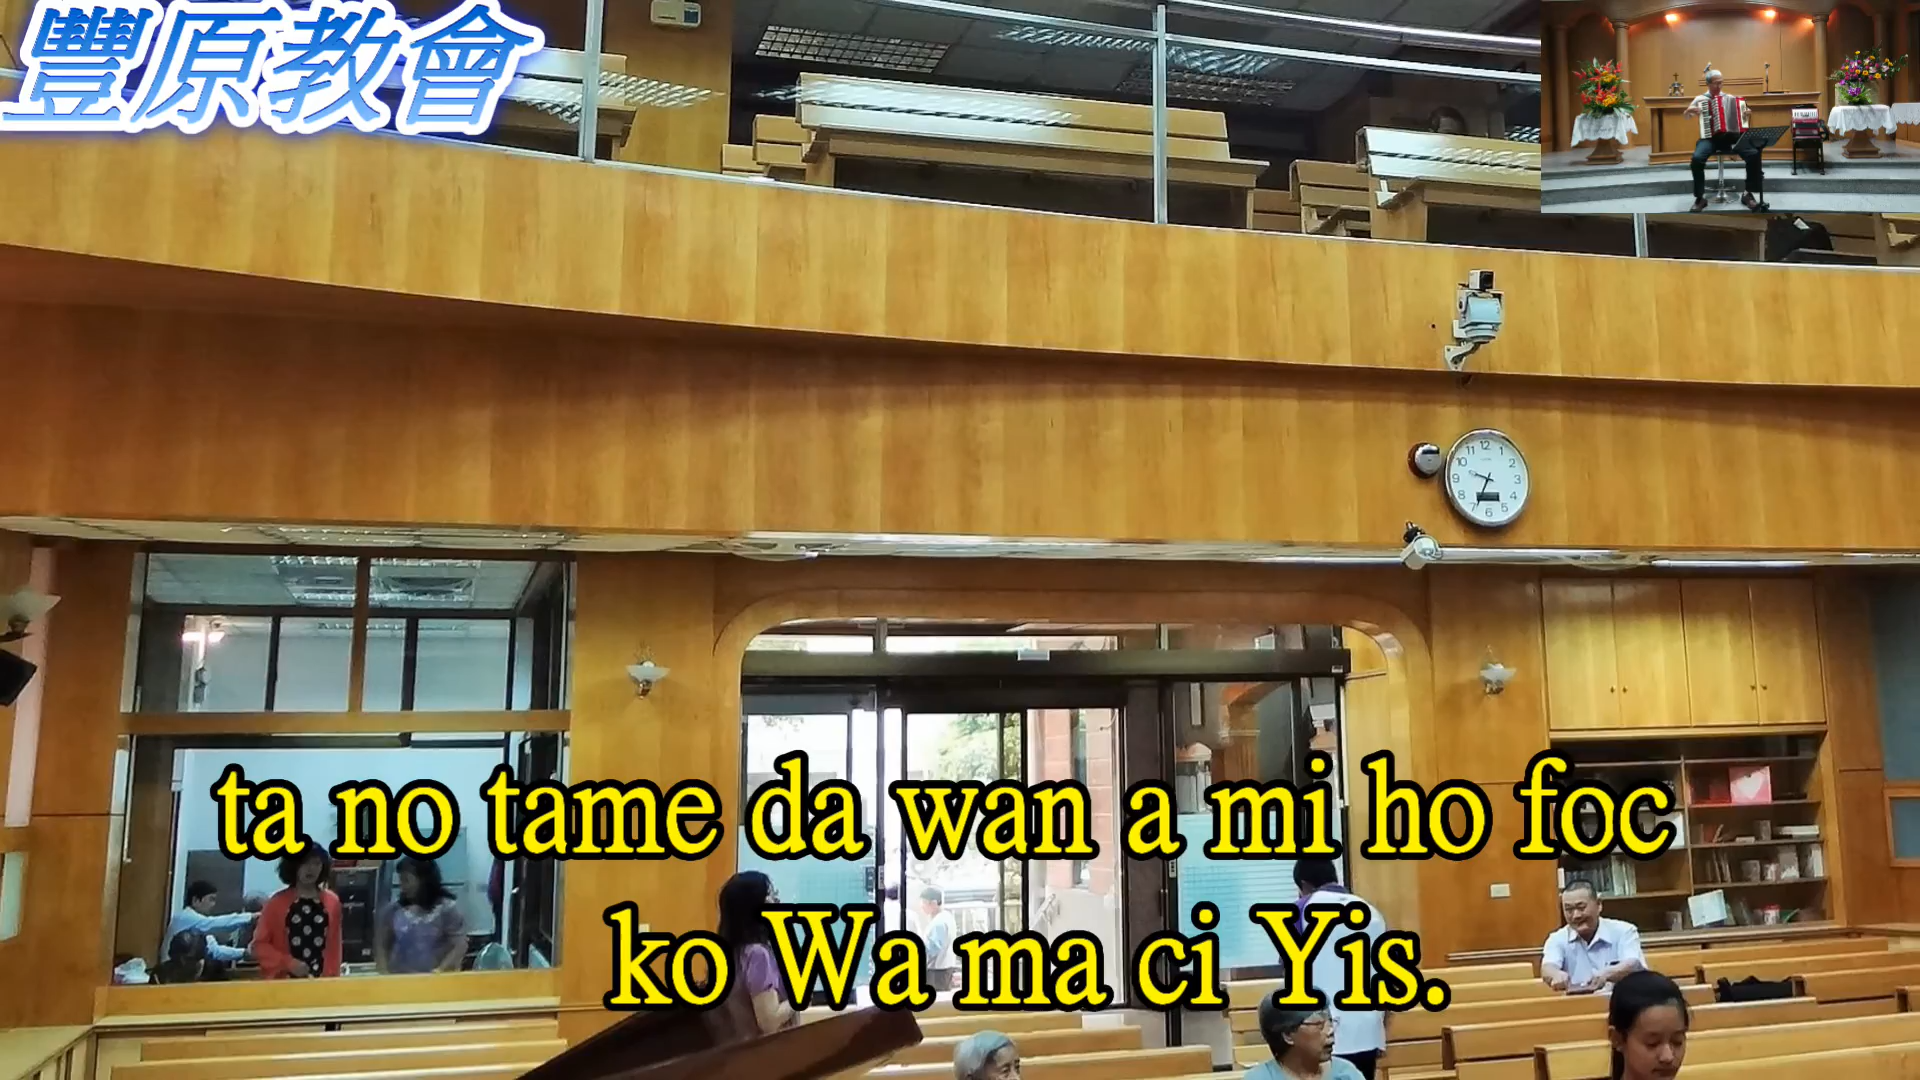 豐原教會
ta no tame da wan a mi ho foc
ko Wa ma ci Yis.